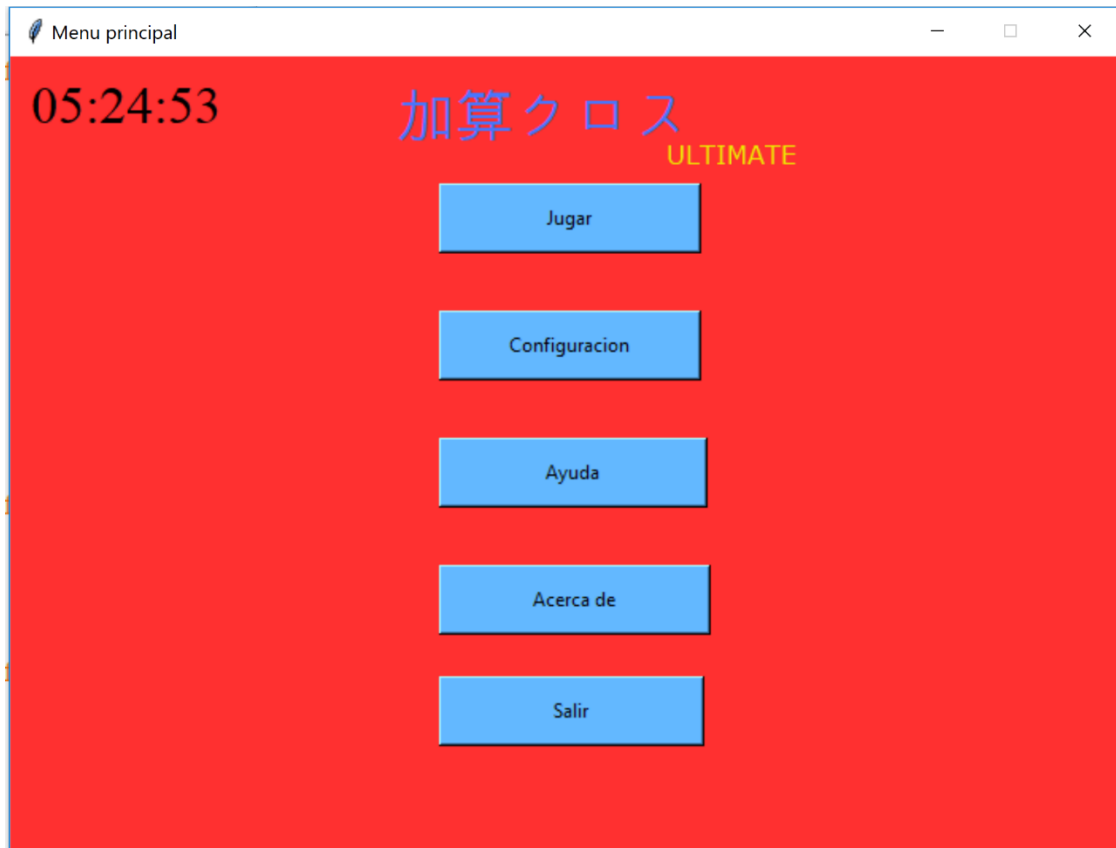 Menu principal
05:24:53
加算クロス
ULTIMATE
Jugar
Configuracion
Ayuda
Acerca de
Salir